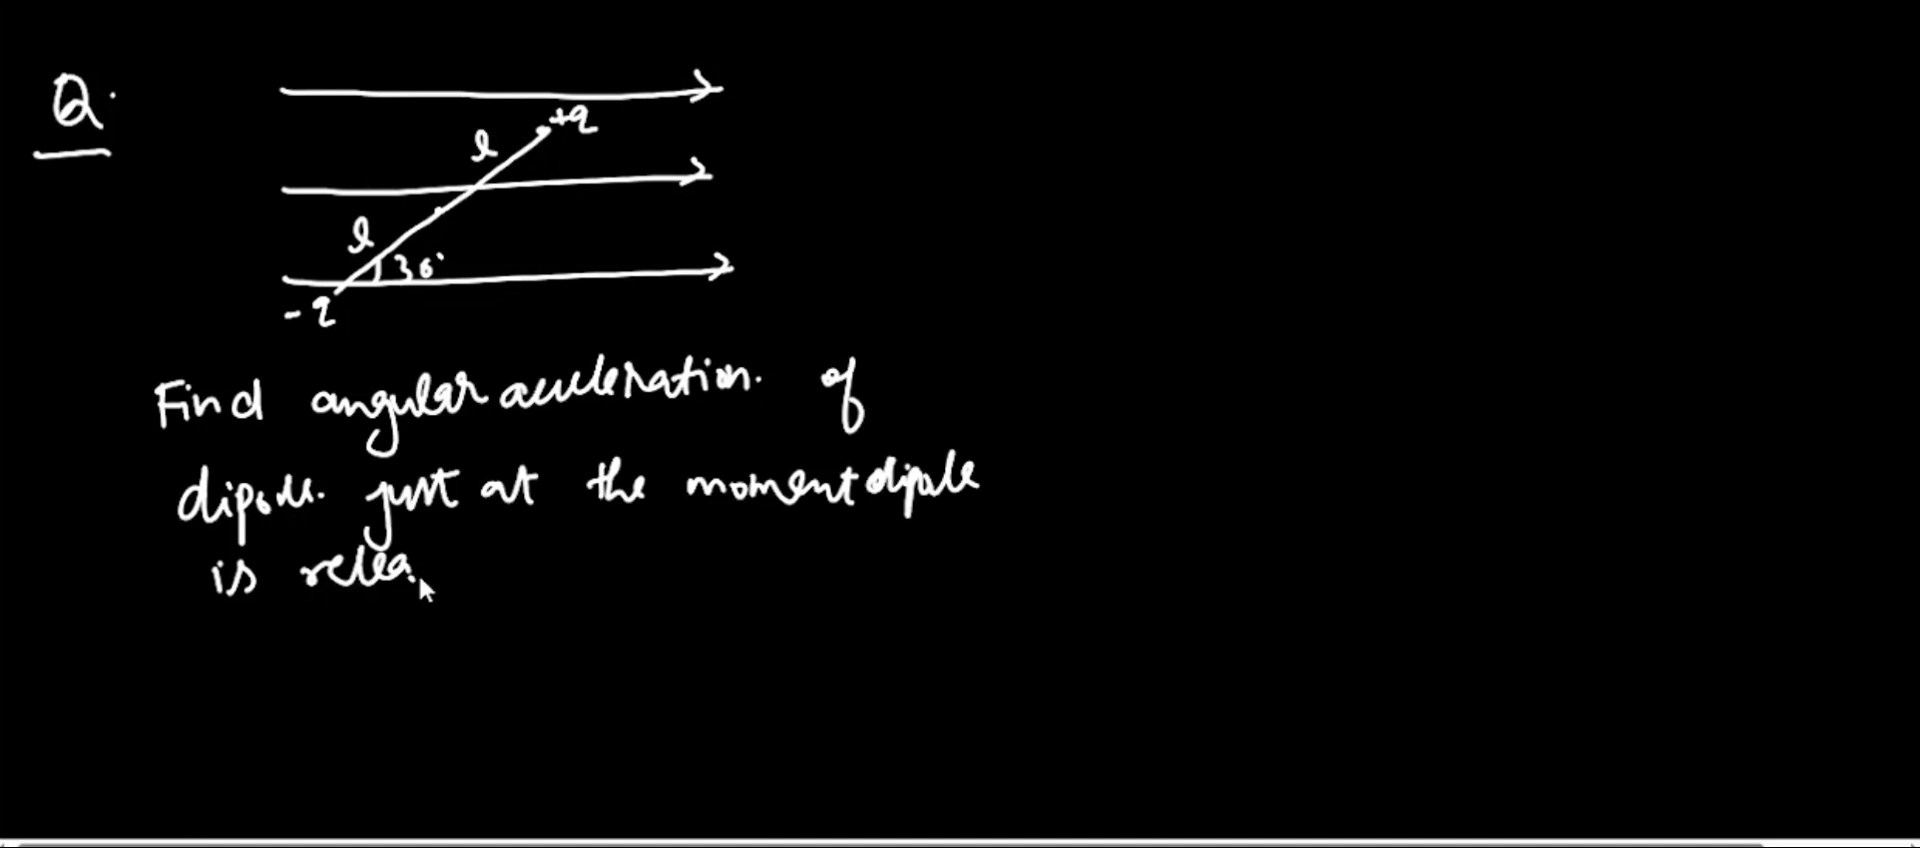 Q.
+q
l
l
30°
-q
Find angular acceleration. of
dipole. just at the moment dipole
is relea